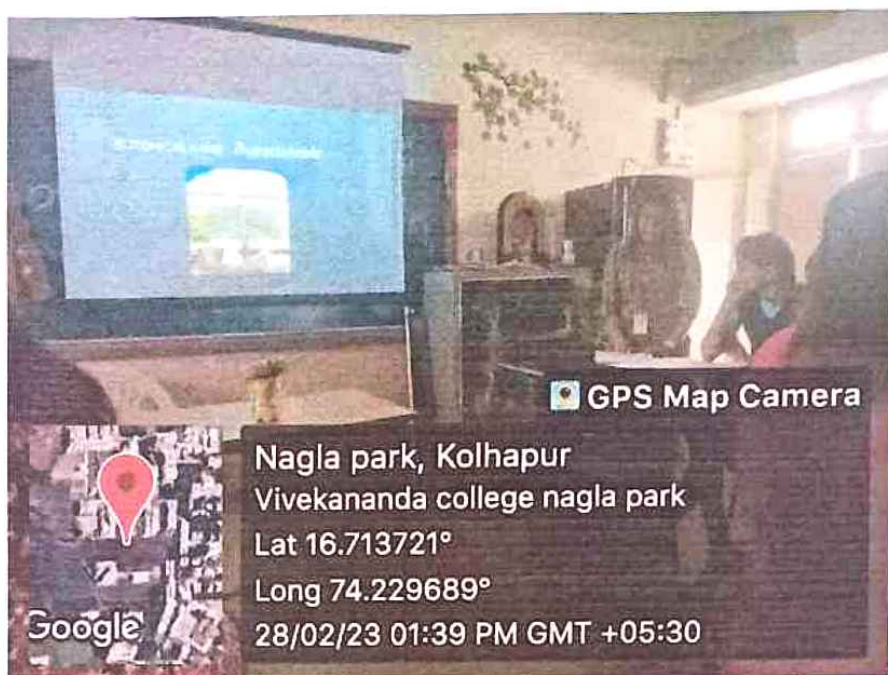 GPS Map Camera
Nagla park, Kolhapur
Vivekananda college nagla park
Lat 16.713721°
Long 74.229689°
28/02/23 01:39 PM GMT +05:30
Google